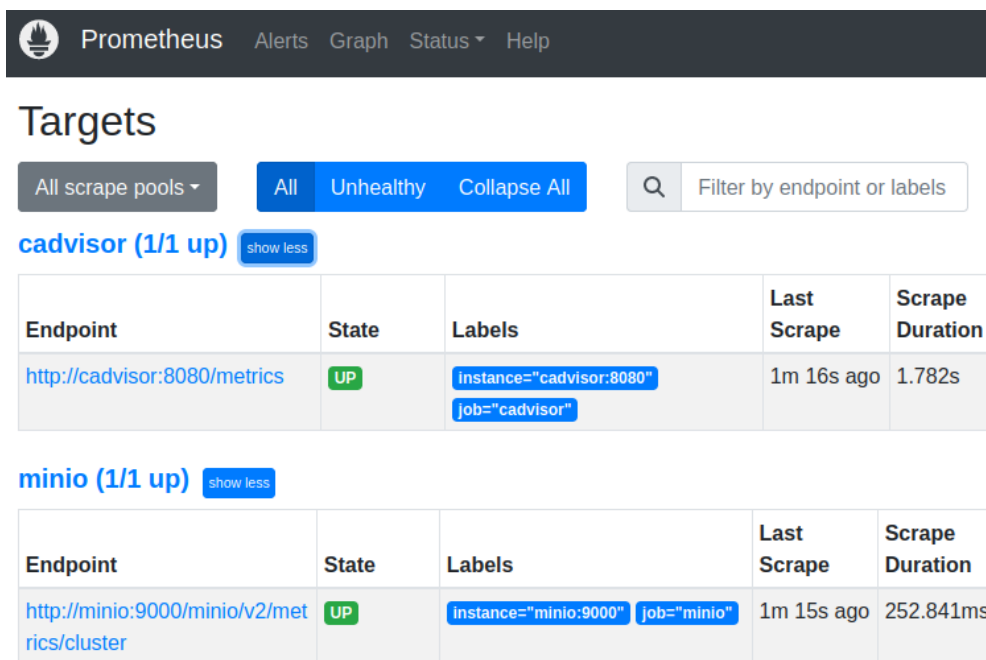 Prometheus Alerts Graph Status Help
Targets
All scrape pools All Unhealthy Collapse All Filter by endpoint or labels
cadvisor (1/1 up) show less
Endpoint State Labels Last Scrape Scrape Duration
http://cadvisor:8080/metrics UP instance="cadvisor:8080" 1m 16s ago 1.782s
job="cadvisor"
minio (1/1 up) show less
Endpoint State Labels Last Scrape Scrape Duration
http://minio:9000/minio/v2/met UP instance="minio:9000" job="minio" 1m 15s ago 252.841ms
rics/cluster